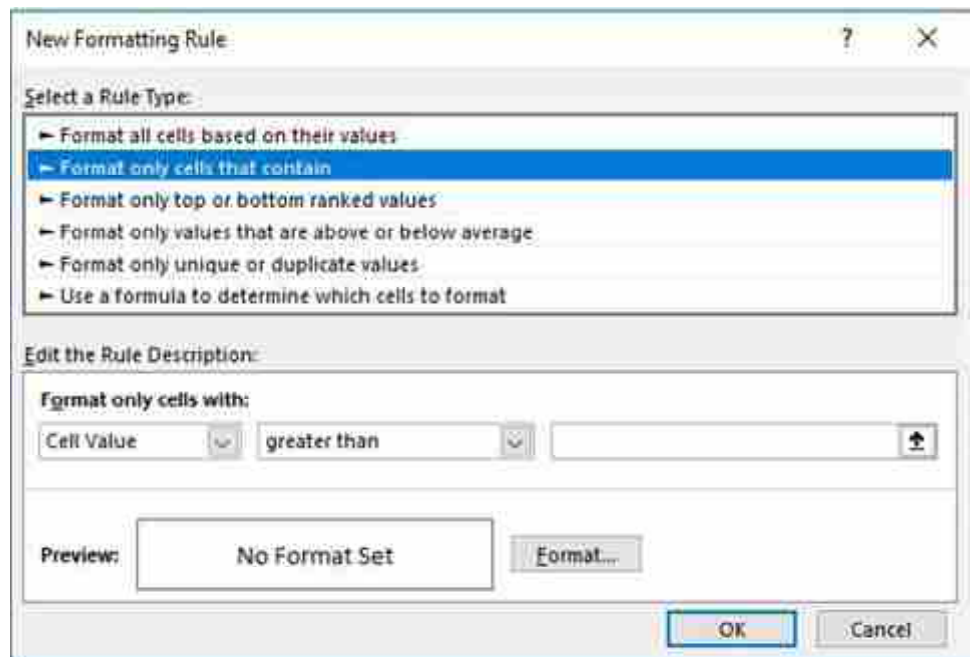 New Formatting Rule ? ×
Select a Rule Type:
► Format all cells based on their values
► Format only cells that contain
► Format only top or bottom ranked values
► Format only values that are above or below average
► Format only unique or duplicate values
► Use a formula to determine which cells to format
Edit the Rule Description:
Format only cells with:
Cell Value greater than
Preview: No Format Set Format...
OK Cancel